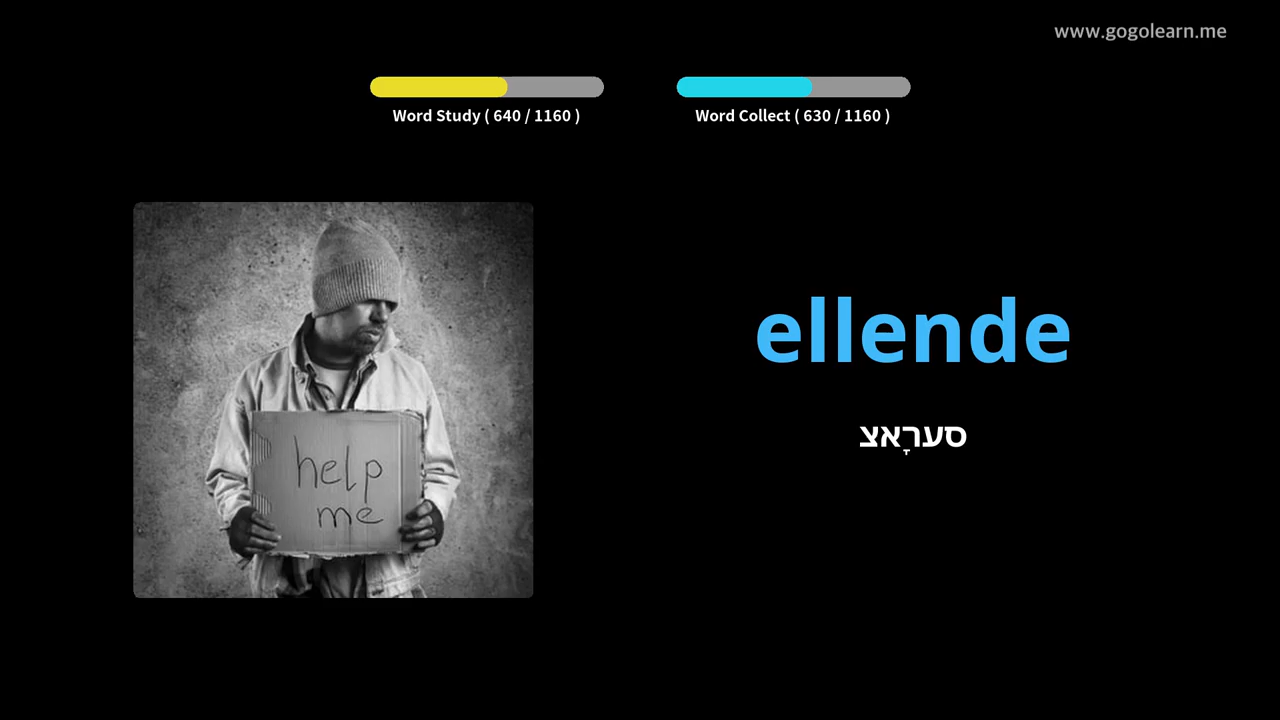 www.gogolearn.me
Word Study ( 640 / 1160 )
Word Collect ( 630 / 1160 )
help
me
ellende
סערָאצ